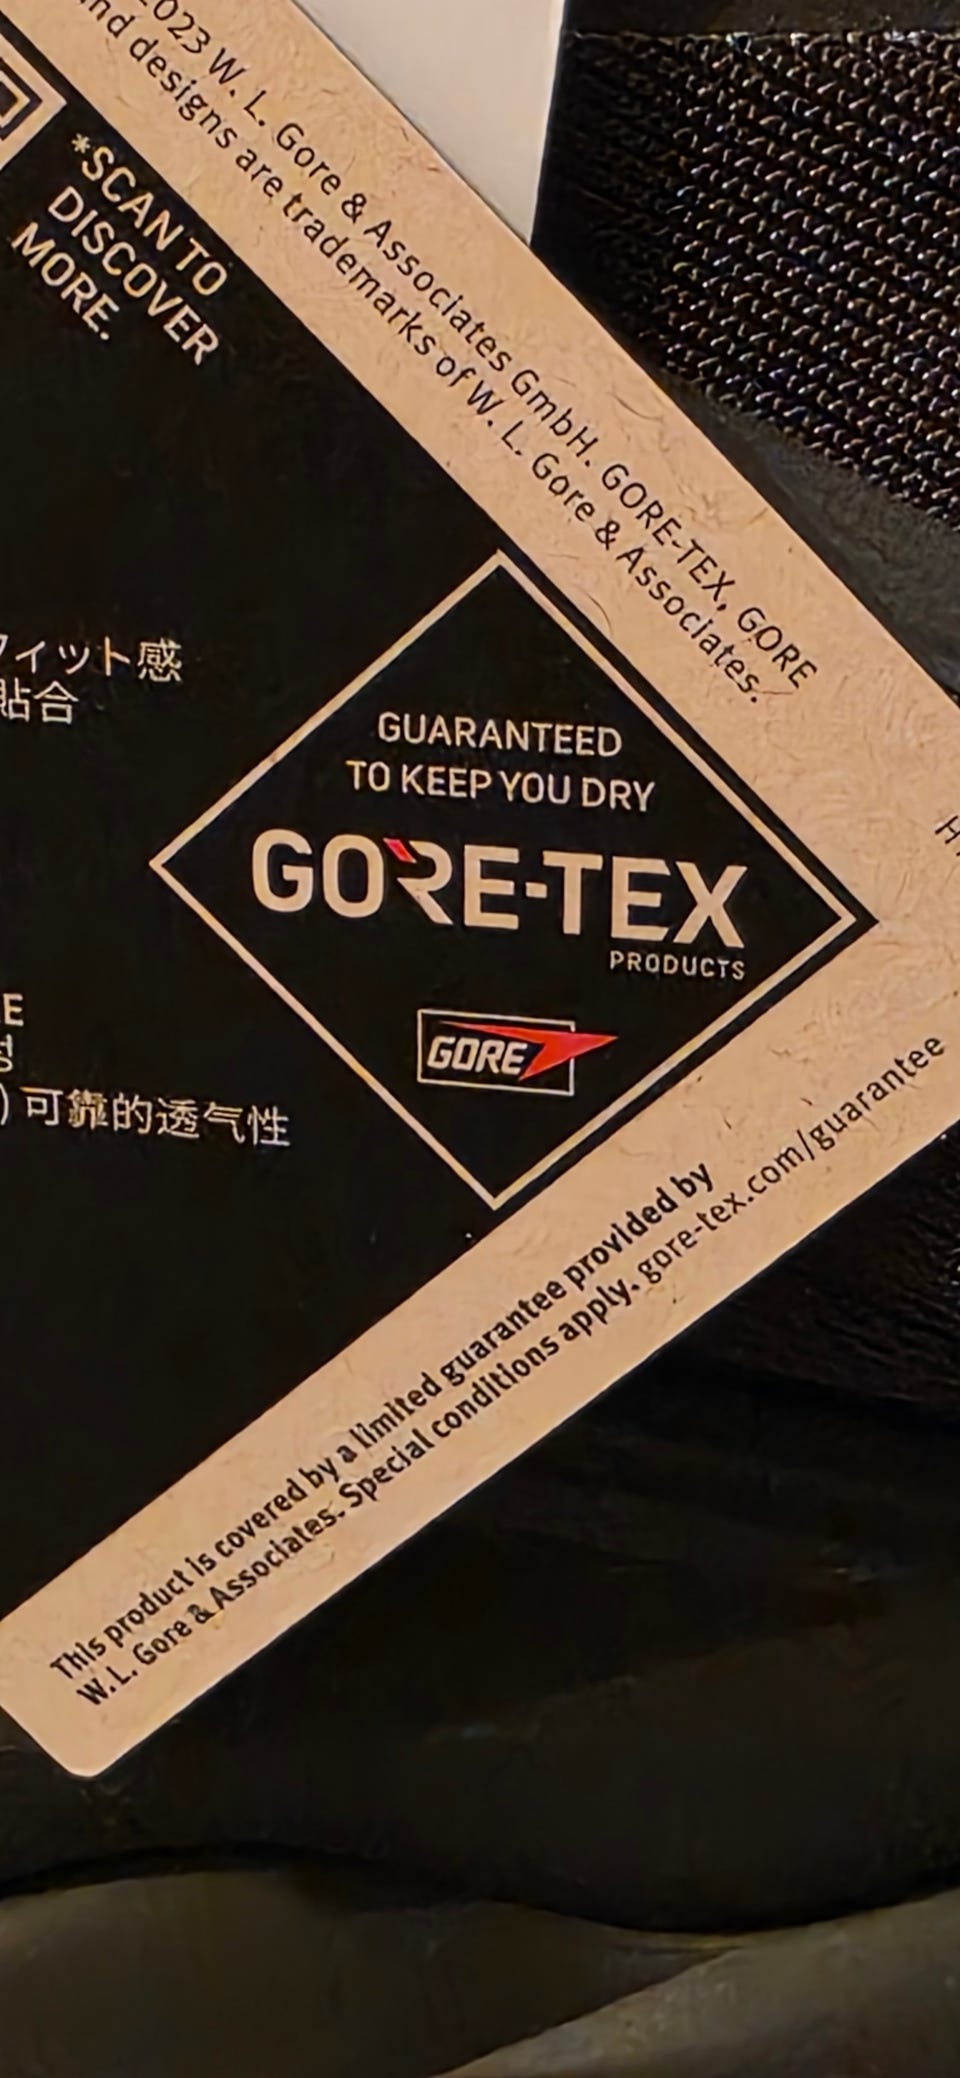 2023 W. L. Gore & Associates GmbH. GORE-TEX, GORE
and designs are trademarks of W. L. Gore & Associates.
*SCAN TO
DISCOVER
MORE.
フィット感
貼合
GUARANTEED
TO KEEP YOU DRY
GORE-TEX
PRODUCTS
GORE
E
성
) 可靠的透气性
This product is covered by a limited guarantee provided by
W.L. Gore & Associates. Special conditions apply. gore-tex.com/guarantee